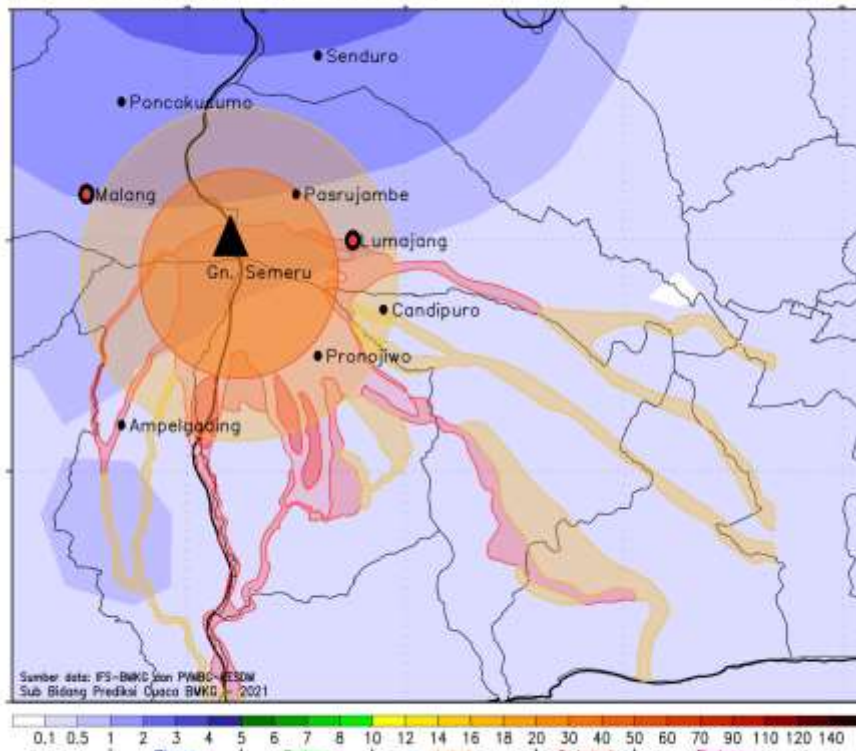 Senduro
Poncokusumo
Malang
Pasrujambe
Lumajang
Gn. Semeru
Candipuro
Pronojiwo
Ampelgading
Sumber data: IFS-BMKG dan PVMBG-KESDM
Sub Bidang Prediksi Cuaca BMKG - 2021
0.1 0.5 1 2 3 4 5 6 7 8 10 12 14 16 18 20 30 40 50 60 70 90 110 120 140